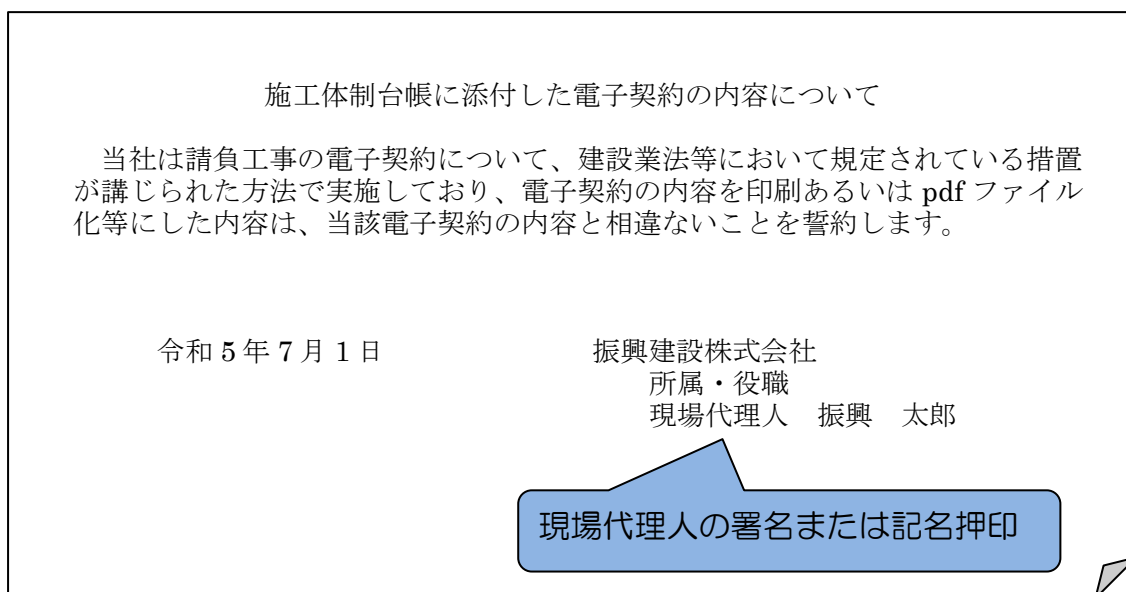 施工体制台帳に添付した電子契約の内容について
当社は請負工事の電子契約について、建設業法等において規定されている措置
が講じられた方法で実施しており、電子契約の内容を印刷あるいは pdf ファイル
化等にした内容は、当該電子契約の内容と相違ないことを誓約します。
令和 5 年 7 月 1 日 振興建設株式会社
所属・役職
現場代理人 振興 太郎
現場代理人の署名または記名押印